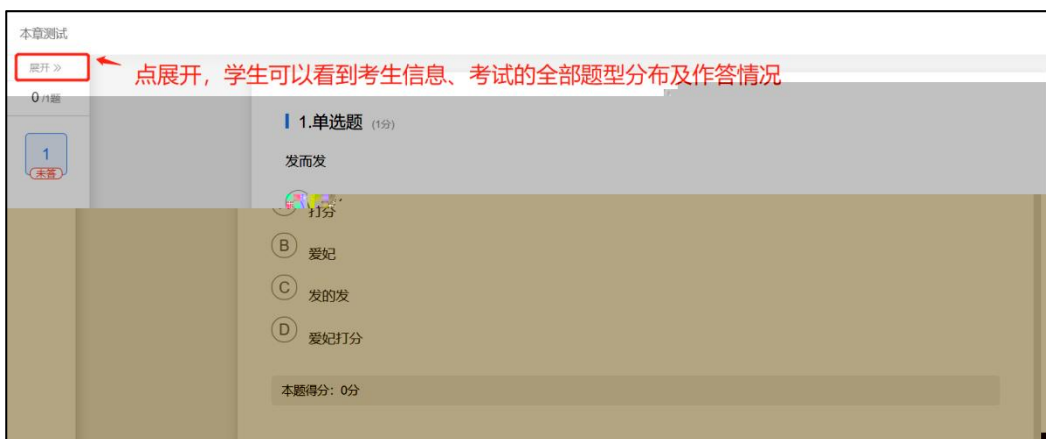 本章测试
展开 »
点展开，学生可以看到考生信息、考试的全部题型分布及作答情况
0 /1题
1.单选题 (1分)
1
未答
发而发
打分
B 爱妃
C 发的发
D 爱妃打分
本题得分：0分